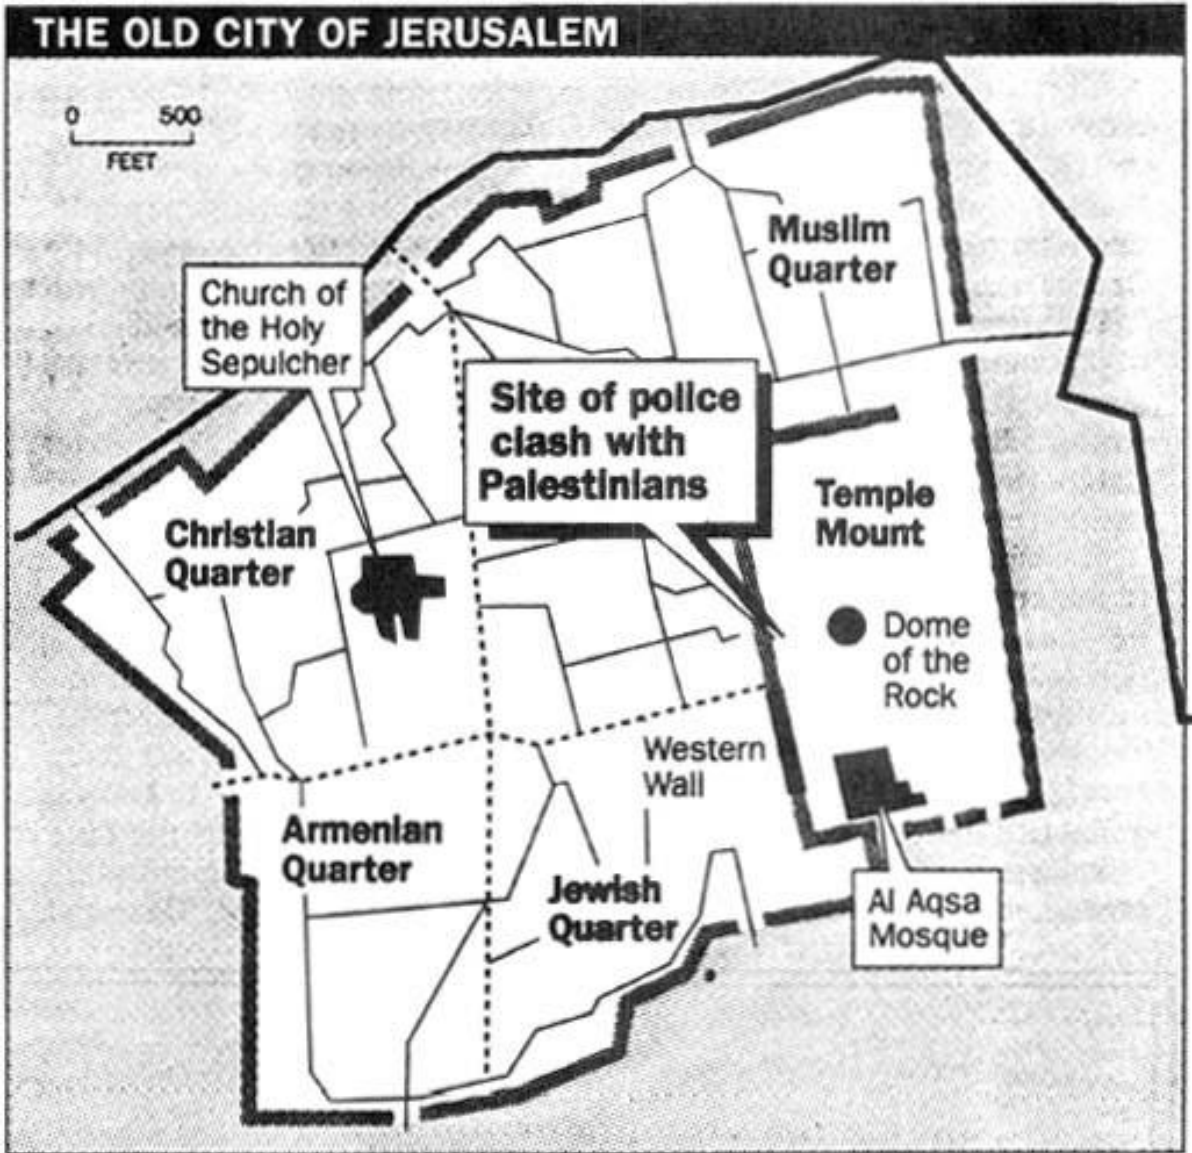 THE OLD CITY OF JERUSALEM
0 500
FEET
Muslim
Quarter
Church of
the Holy
Sepulcher
Site of police
clash with
Palestinians
Temple
Mount
Christian
Quarter
Dome
of the
Rock
Western
Wall
Armenian
Quarter
Jewish
Quarter
Al Aqsa
Mosque